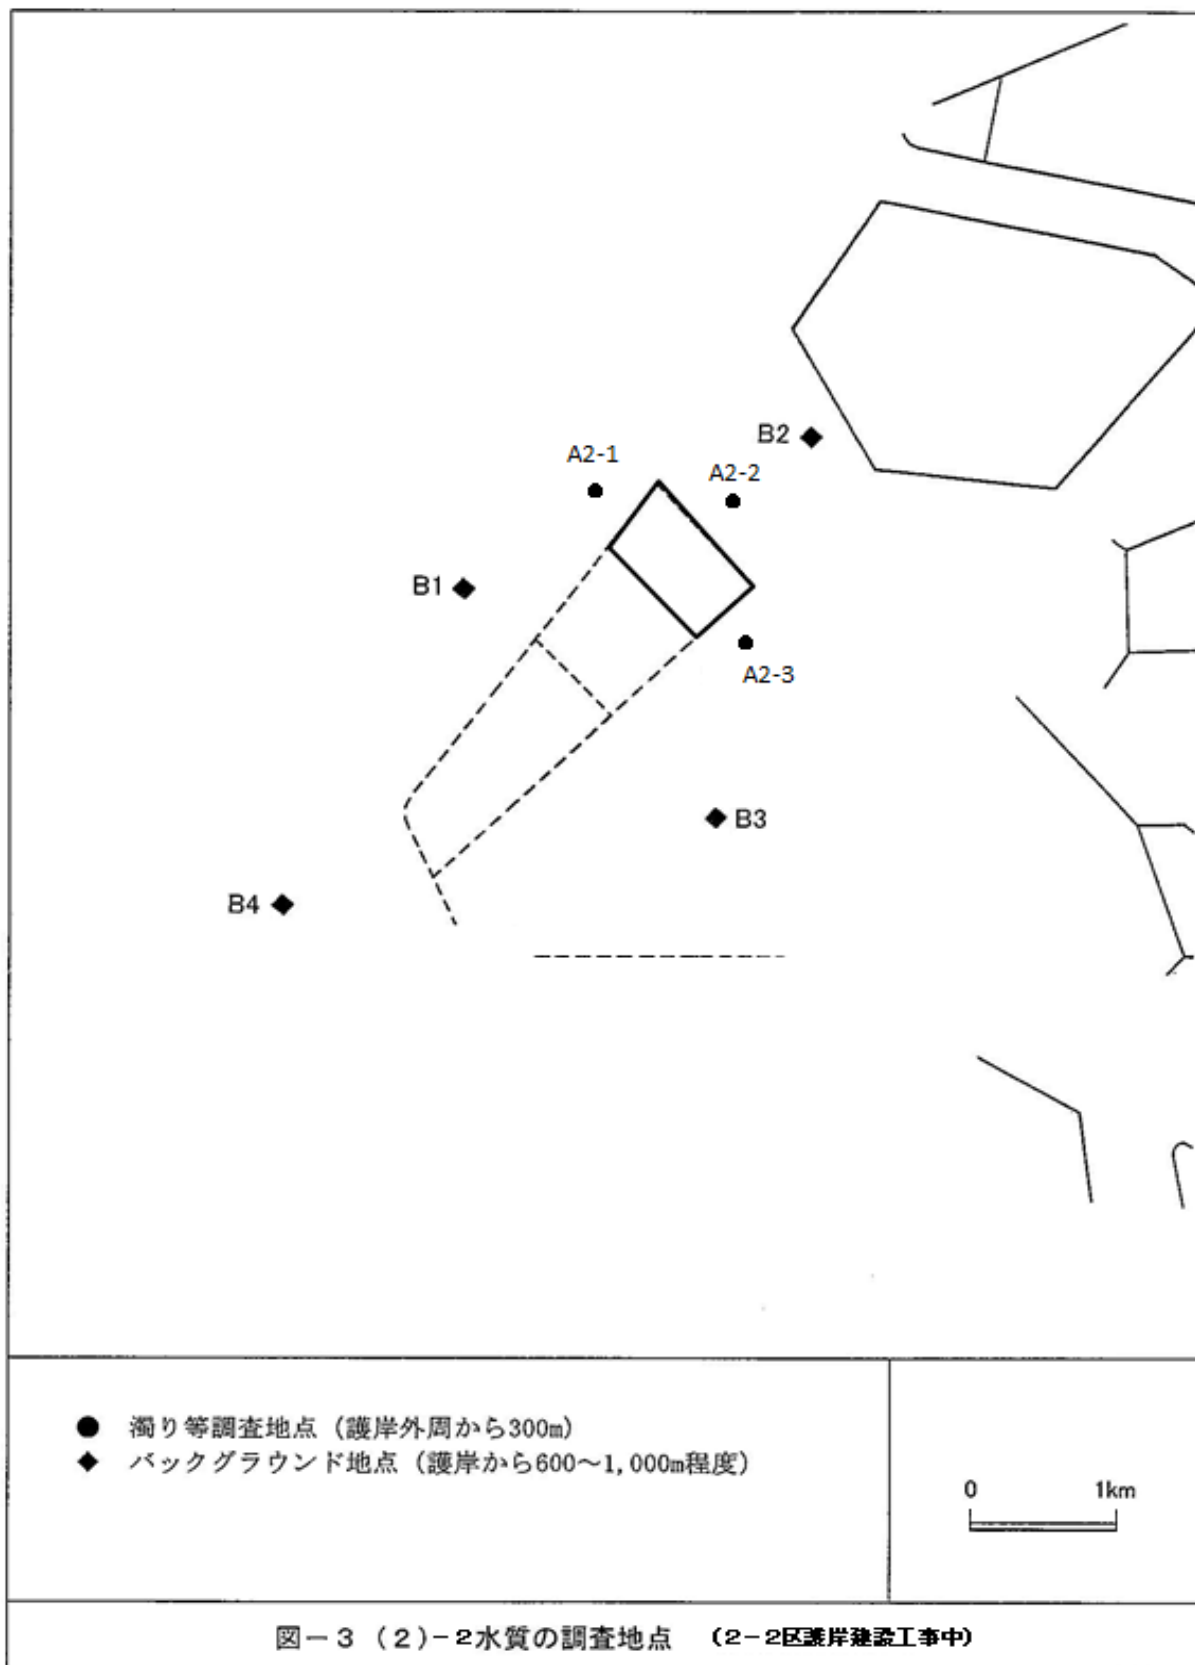 B2
A2-1
A2-2
B1
A2-3
B3
B4
● 濁り等調査地点（護岸外周から300m）
◆ バックグラウンド地点（護岸から600～1,000m程度）
0 1km
図－3（2）－2水質の調査地点 （2－2区護岸建設工事中）